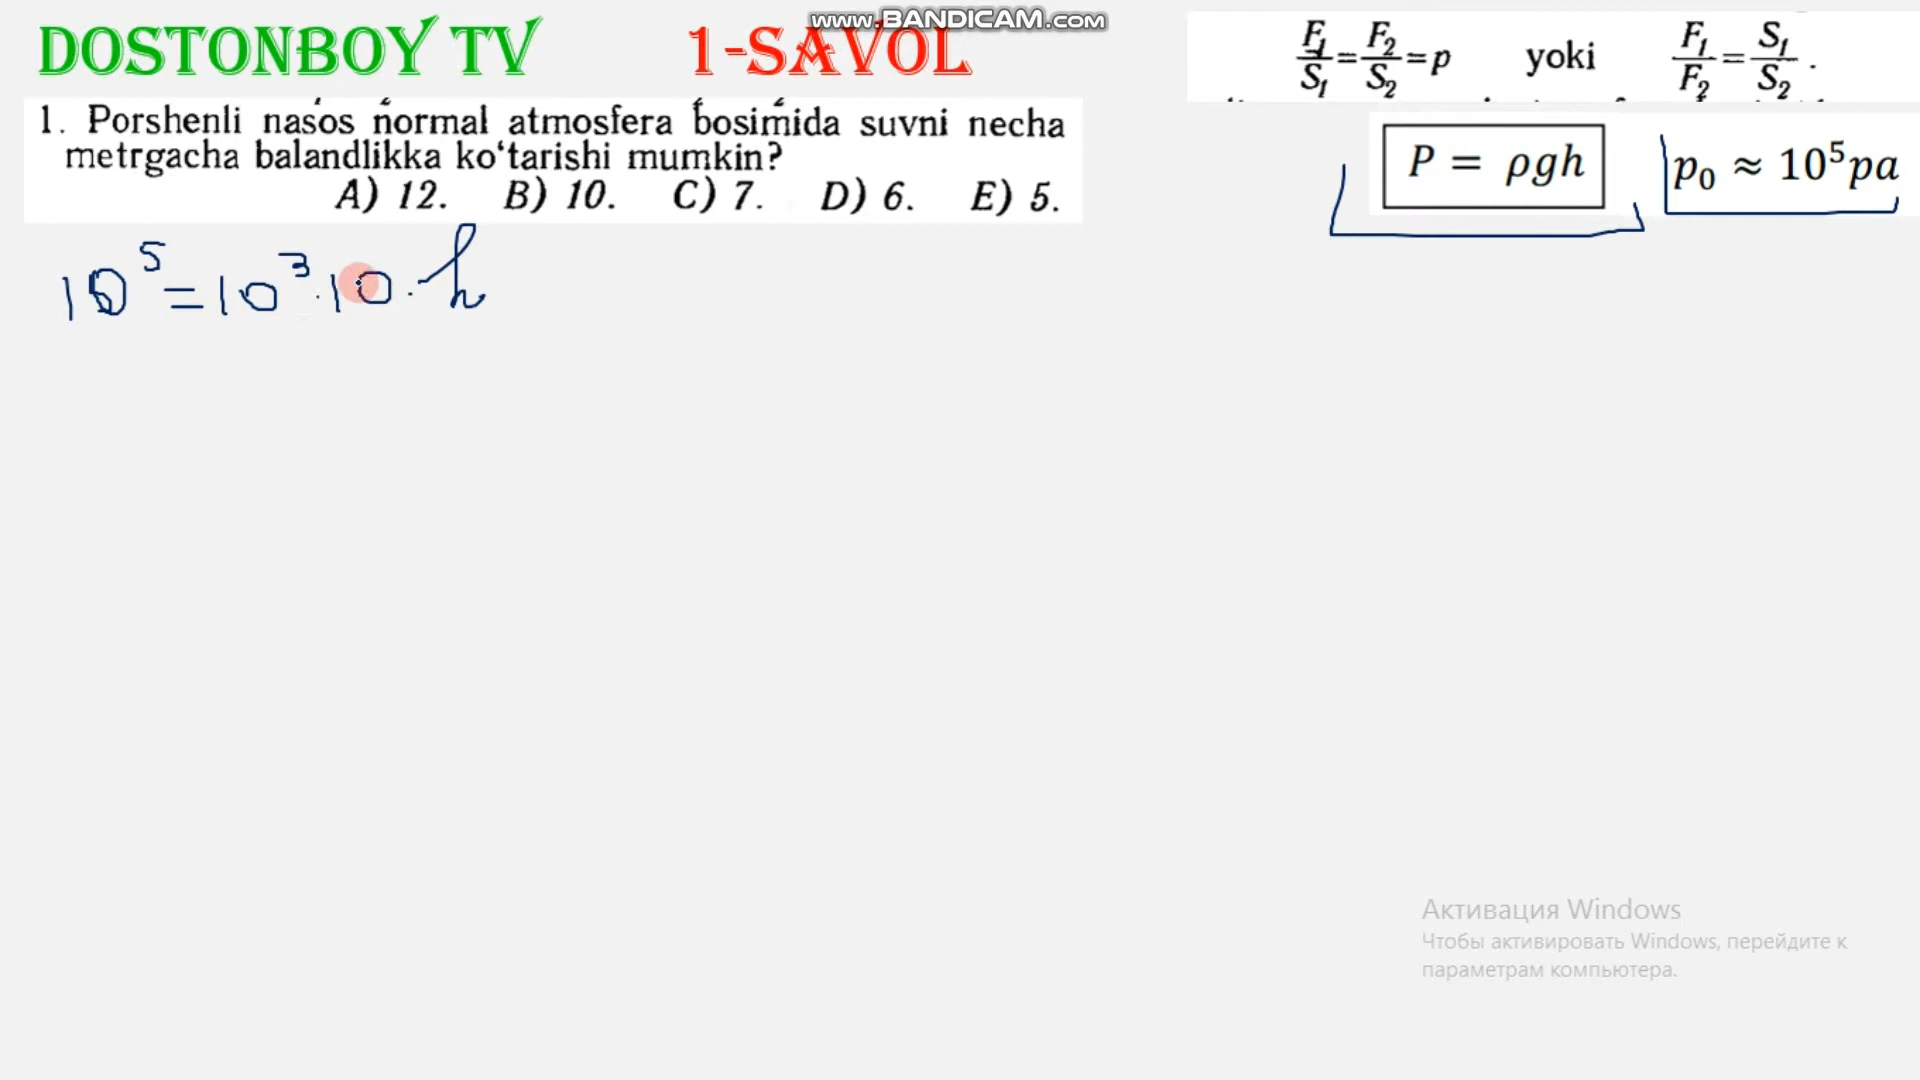 www.BANDICAM.com
DOSTONBOY TV 1-SAVOL
1. Porshenli nasos normal atmosfera bosimida suvni necha
metrgacha balandlikka ko‘tarishi mumkin?
A) 12. B) 10. C) 7. D) 6. E) 5.
F₁/S₁ = F₂/S₂ = p yoki F₁/F₂ = S₁/S₂ .
P = ρgh
p₀ ≈ 10⁵pa
10⁵ = 10³ · 10 · h
Активация Windows
Чтобы активировать Windows, перейдите к
параметрам компьютера.